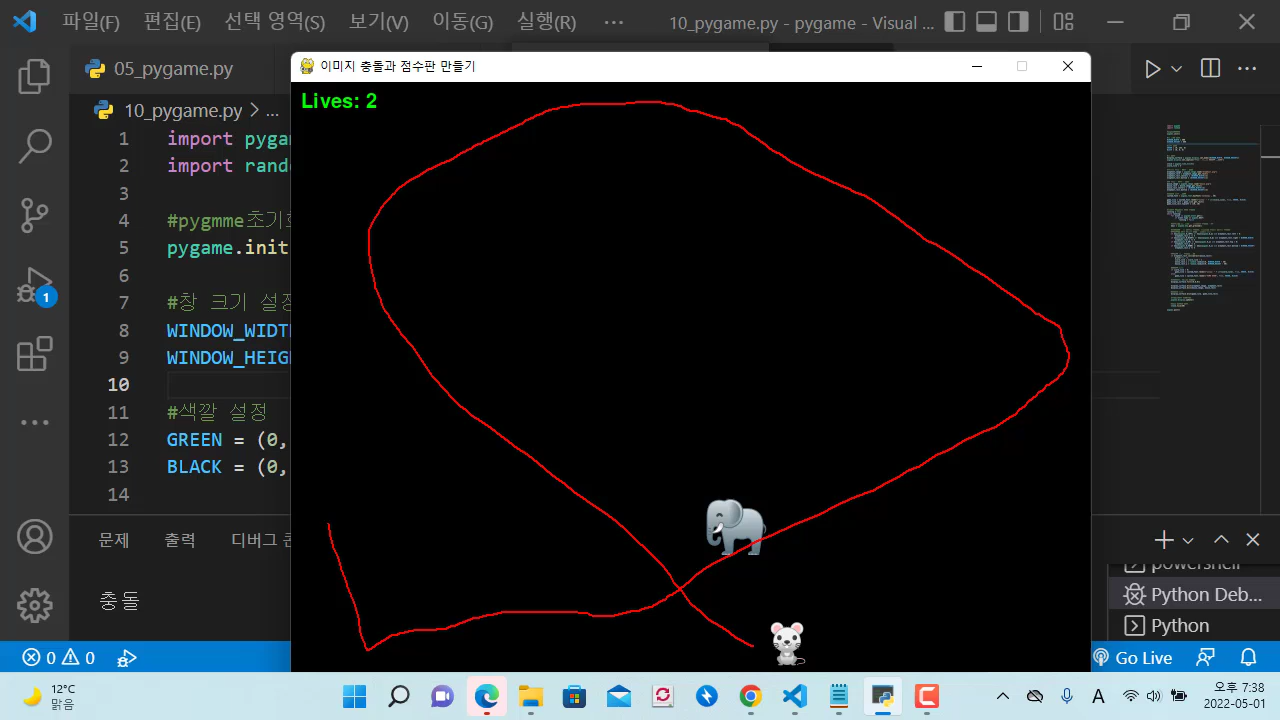 파일(F) 편집(E) 선택 영역(S) 보기(V) 이동(G) 실행(R) ··· 10_pygame.py - pygame - Visual ...
05_pygame.py
이미지 충돌과 점수판 만들기
10_pygame.py > ...
Lives: 2
1 import pygam
2 import rand
3
4 #pygmme초기화
5 pygame.init
6
7 #창 크기 설정
8 WINDOW_WIDTH
9 WINDOW_HEIG
10
11 #색깔 설정
12 GREEN = (0,
13 BLACK = (0,
14
1
문제 출력 디버그 콘
충돌
powershell
Python Deb...
Python
0 0 Go Live
12°C
맑음
A
오후 7:38
2022-05-01